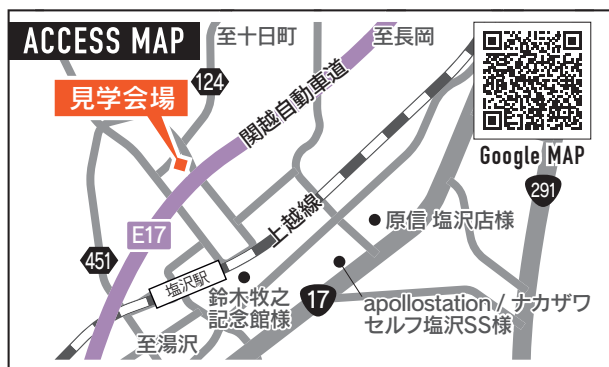 ACCESS MAP
至十日町
至長岡
124
見学会場
関越自動車道
Google MAP
291
上越線
原信 塩沢店様
E17
451
塩沢駅
鈴木牧之
記念館様
17
apollostation / ナカザワ
セルフ塩沢SS様
至湯沢